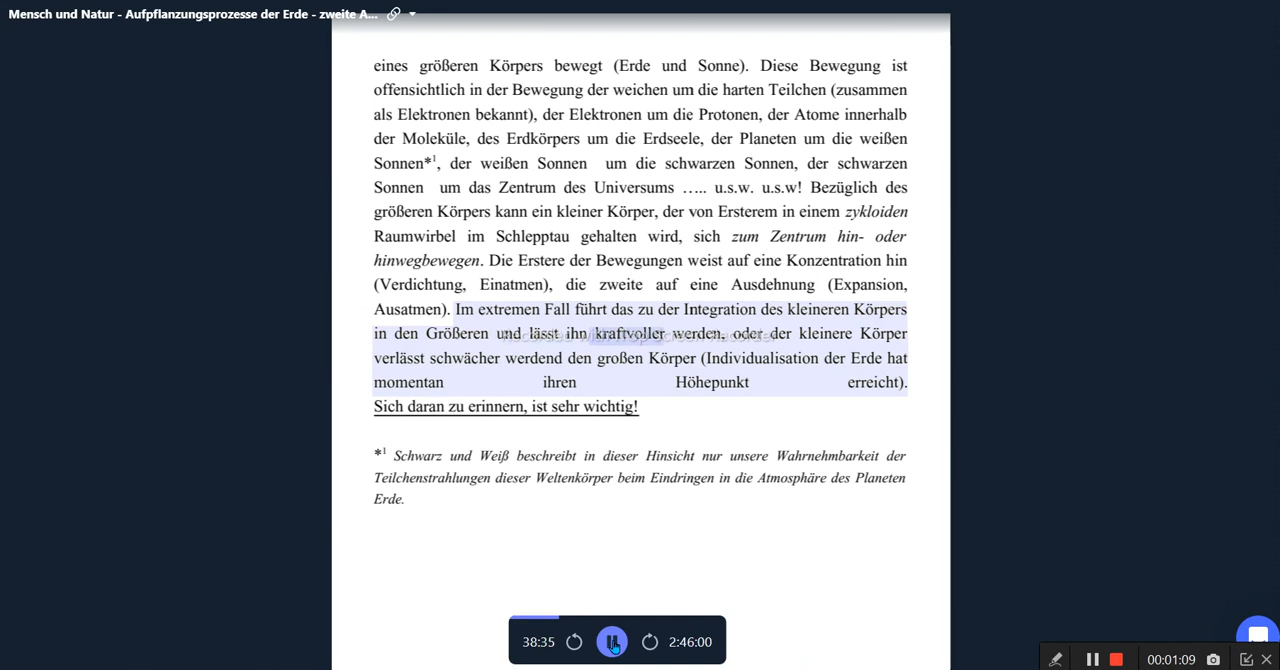 Mensch und Natur - Aufpflanzungsprozesse der Erde - zweite A...
eines größeren Körpers bewegt (Erde und Sonne). Diese Bewegung ist
offensichtlich in der Bewegung der weichen um die harten Teilchen (zusammen
als Elektronen bekannt), der Elektronen um die Protonen, der Atome innerhalb
der Moleküle, des Erdkörpers um die Erdseele, der Planeten um die weißen
Sonnen*¹, der weißen Sonnen um die schwarzen Sonnen, der schwarzen
Sonnen um das Zentrum des Universums ….. u.s.w. u.s.w! Bezüglich des
größeren Körpers kann ein kleiner Körper, der von Ersterem in einem zykloiden
Raumwirbel im Schlepptau gehalten wird, sich zum Zentrum hin- oder
hinwegbewegen. Die Erstere der Bewegungen weist auf eine Konzentration hin
(Verdichtung, Einatmen), die zweite auf eine Ausdehnung (Expansion,
Ausatmen). Im extremen Fall führt das zu der Integration des kleineren Körpers
in den Größeren und lässt ihn kraftvoller werden, oder der kleinere Körper
verlässt schwächer werdend den großen Körper (Individualisation der Erde hat
momentan ihren Höhepunkt erreicht).
Sich daran zu erinnern, ist sehr wichtig!
*¹ Schwarz und Weiß beschreibt in dieser Hinsicht nur unsere Wahrnehmbarkeit der
Teilchenstrahlungen dieser Weltenkörper beim Eindringen in die Atmosphäre des Planeten
Erde.
38:35
2:46:00
00:01:09